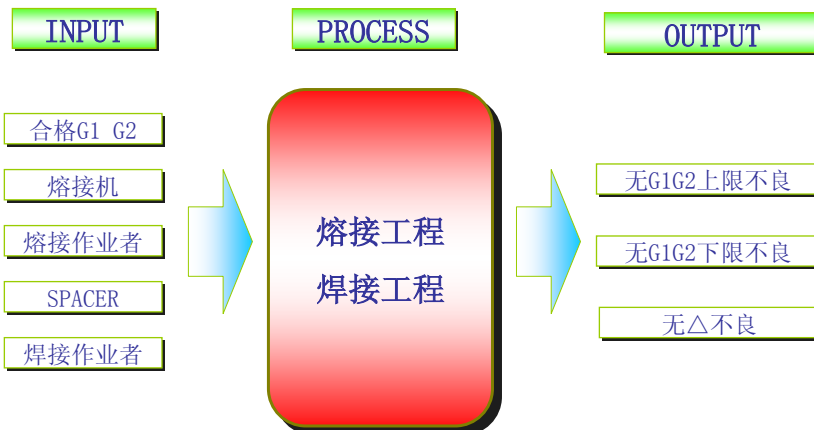 INPUT
PROCESS
OUTPUT
合格G1 G2
熔接机
熔接作业者
SPACER
焊接作业者
熔接工程
焊接工程
无G1G2上限不良
无G1G2下限不良
无△不良